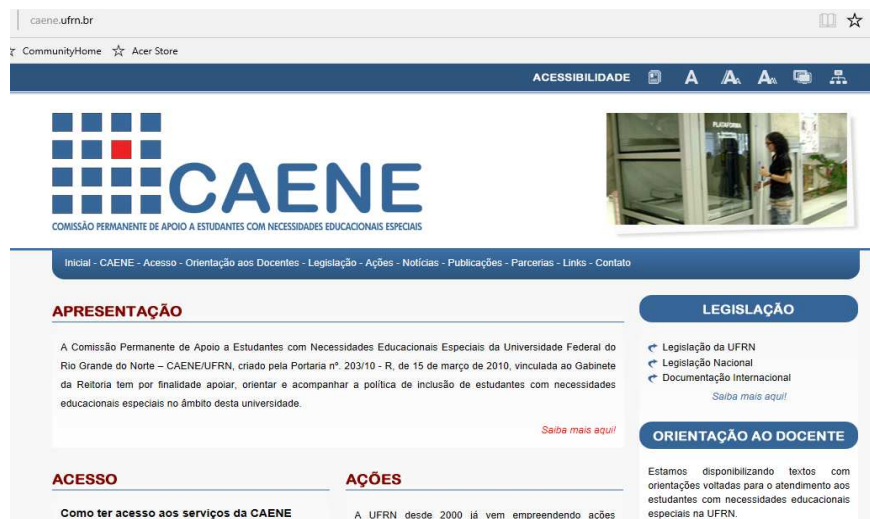 caene.ufrn.br
CommunityHome Acer Store
ACESSIBILIDADE A A A
PLATAFORMA
CAENE
COMISSÃO PERMANENTE DE APOIO A ESTUDANTES COM NECESSIDADES EDUCACIONAIS ESPECIAIS
Inicial - CAENE - Acesso - Orientação aos Docentes - Legislação - Ações - Notícias - Publicações - Parcerias - Links - Contato
APRESENTAÇÃO
A Comissão Permanente de Apoio a Estudantes com Necessidades Educacionais Especiais da Universidade Federal do
Rio Grande do Norte – CAENE/UFRN, criado pela Portaria nº. 203/10 - R, de 15 de março de 2010, vinculada ao Gabinete
da Reitoria tem por finalidade apoiar, orientar e acompanhar a política de inclusão de estudantes com necessidades
educacionais especiais no âmbito desta universidade.
Saiba mais aqui!
ACESSO
Como ter acesso aos serviços da CAENE
AÇÕES
A UFRN desde 2000 já vem empreendendo ações
LEGISLAÇÃO
Legislação da UFRN
Legislação Nacional
Documentação Internacional
Saiba mais aqui!
ORIENTAÇÃO AO DOCENTE
Estamos disponibilizando textos com
orientações voltadas para o atendimento aos
estudantes com necessidades educacionais
especiais na UFRN.